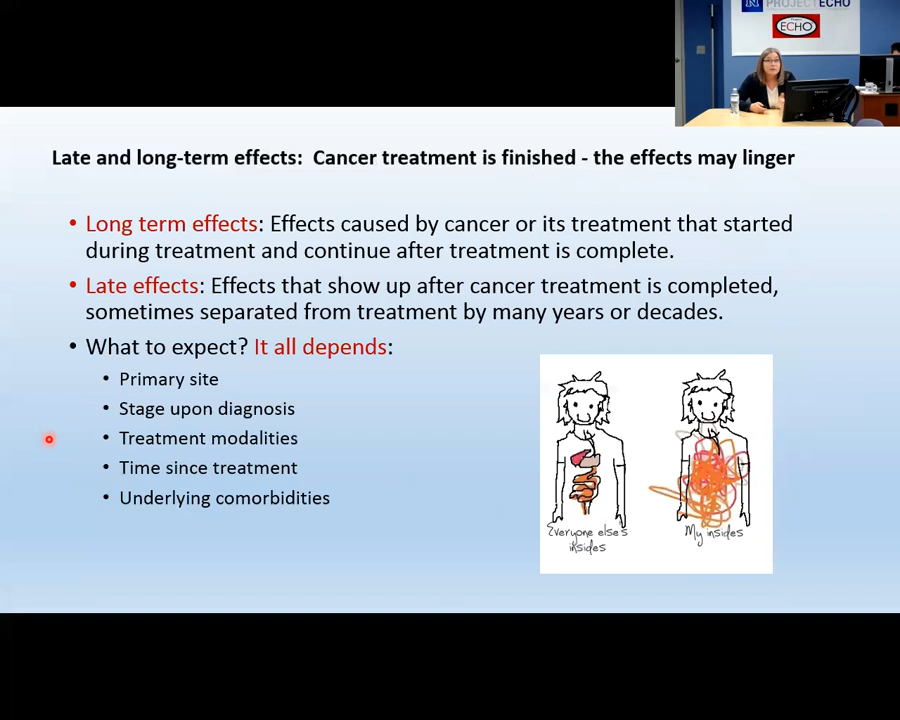 N PROJECT ECHO
ECHO
Late and long-term effects:  Cancer treatment is finished - the effects may linger
• Long term effects: Effects caused by cancer or its treatment that started
during treatment and continue after treatment is complete.
• Late effects: Effects that show up after cancer treatment is completed,
sometimes separated from treatment by many years or decades.
• What to expect? It all depends:
• Primary site
• Stage upon diagnosis
• Treatment modalities
• Time since treatment
• Underlying comorbidities
Everyone else's
insides
My insides